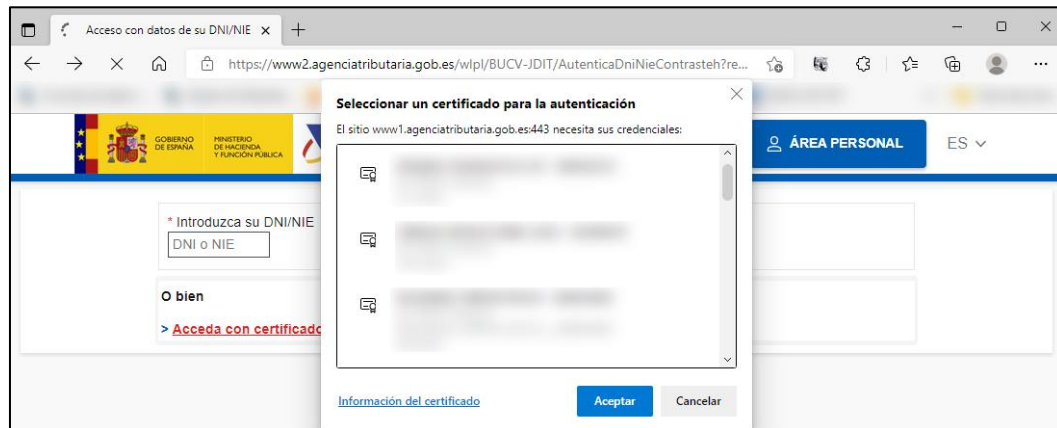 Acceso con datos de su DNI/NIE
https://www2.agenciatributaria.gob.es/wlpl/BUCV-JDIT/AutenticaDniNieContrasteh?re...
GOBIERNO
DE ESPAÑA
MINISTERIO
DE HACIENDA
Y FUNCIÓN PÚBLICA
ÁREA PERSONAL
ES
Seleccionar un certificado para la autenticación
El sitio www1.agenciatributaria.gob.es:443 necesita sus credenciales:
* Introduzca su DNI/NIE
DNI o NIE
O bien
> Acceda con certificado
Información del certificado
Aceptar
Cancelar